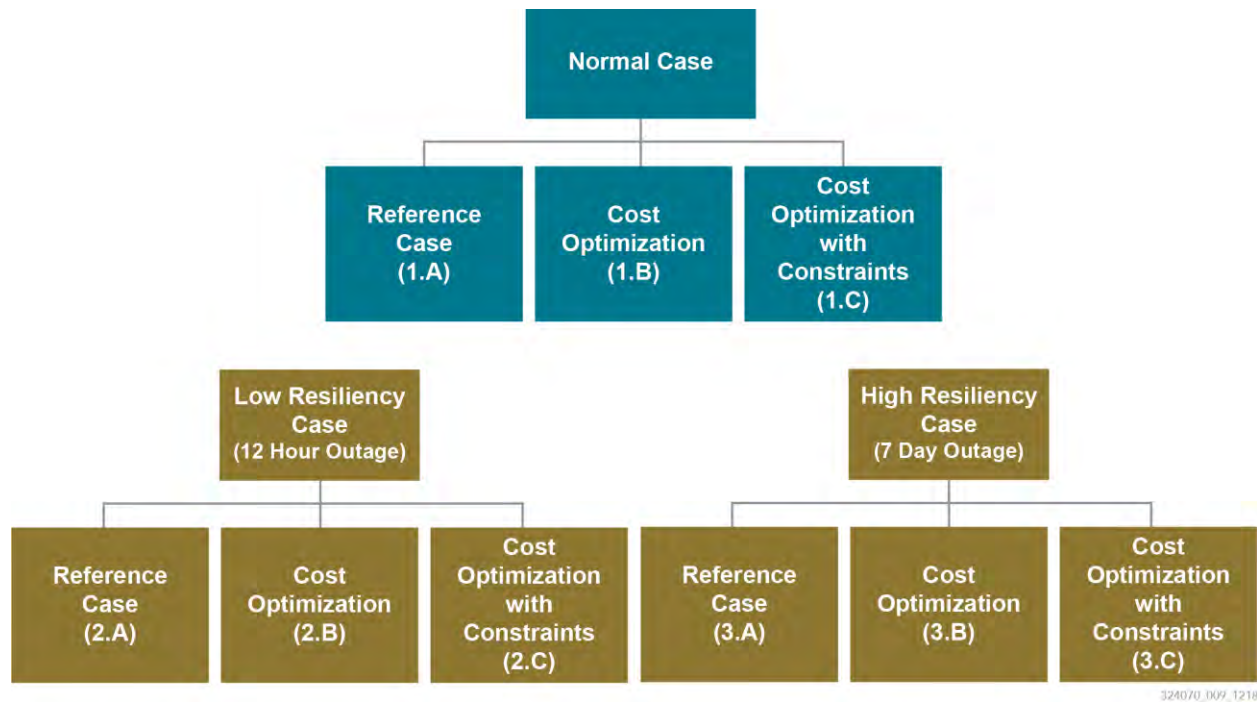 Normal Case
Reference
Case
(1.A)
Cost
Optimization
(1.B)
Cost
Optimization
with
Constraints
(1.C)
Low Resiliency
Case
(12 Hour Outage)
High Resiliency
Case
(7 Day Outage)
Reference
Case
(2.A)
Cost
Optimization
(2.B)
Cost
Optimization
with
Constraints
(2.C)
Reference
Case
(3.A)
Cost
Optimization
(3.B)
Cost
Optimization
with
Constraints
(3.C)
324070_009_1218